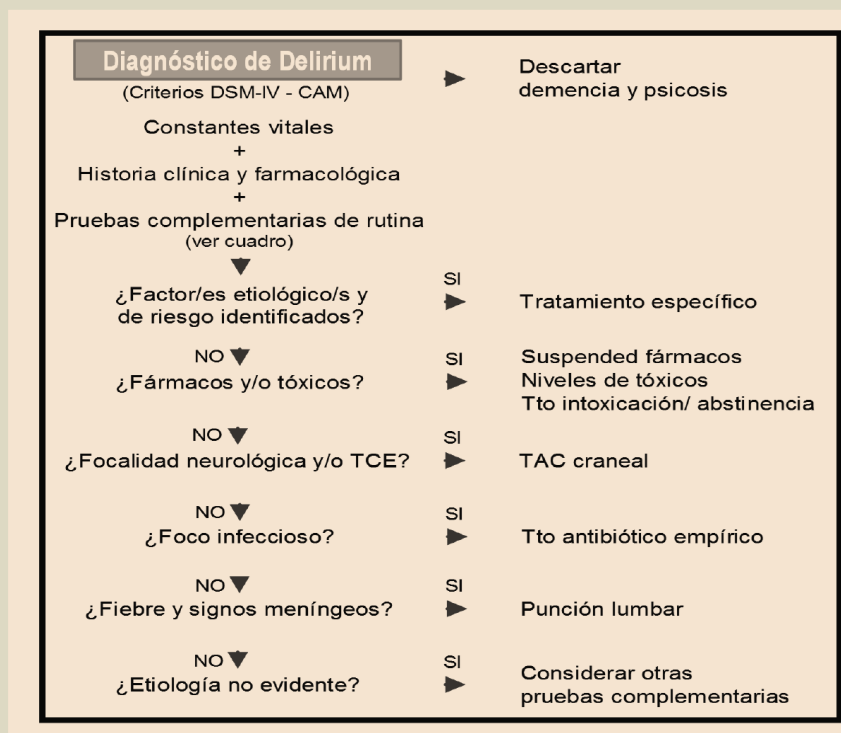 Diagnóstico de Delirium
(Criterios DSM-IV - CAM)
Descartar
demencia y psicosis
Constantes vitales
+
Historia clínica y farmacológica
+
Pruebas complementarias de rutina
(ver cuadro)
¿Factor/es etiológico/s y
de riesgo identificados?
SI
Tratamiento específico
NO
¿Fármacos y/o tóxicos?
SI
Suspended fármacos
Niveles de tóxicos
Tto intoxicación/ abstinencia
NO
¿Focalidad neurológica y/o TCE?
SI
TAC craneal
NO
¿Foco infeccioso?
SI
Tto antibiótico empírico
NO
¿Fiebre y signos meníngeos?
SI
Punción lumbar
NO
¿Etiología no evidente?
SI
Considerar otras
pruebas complementarias